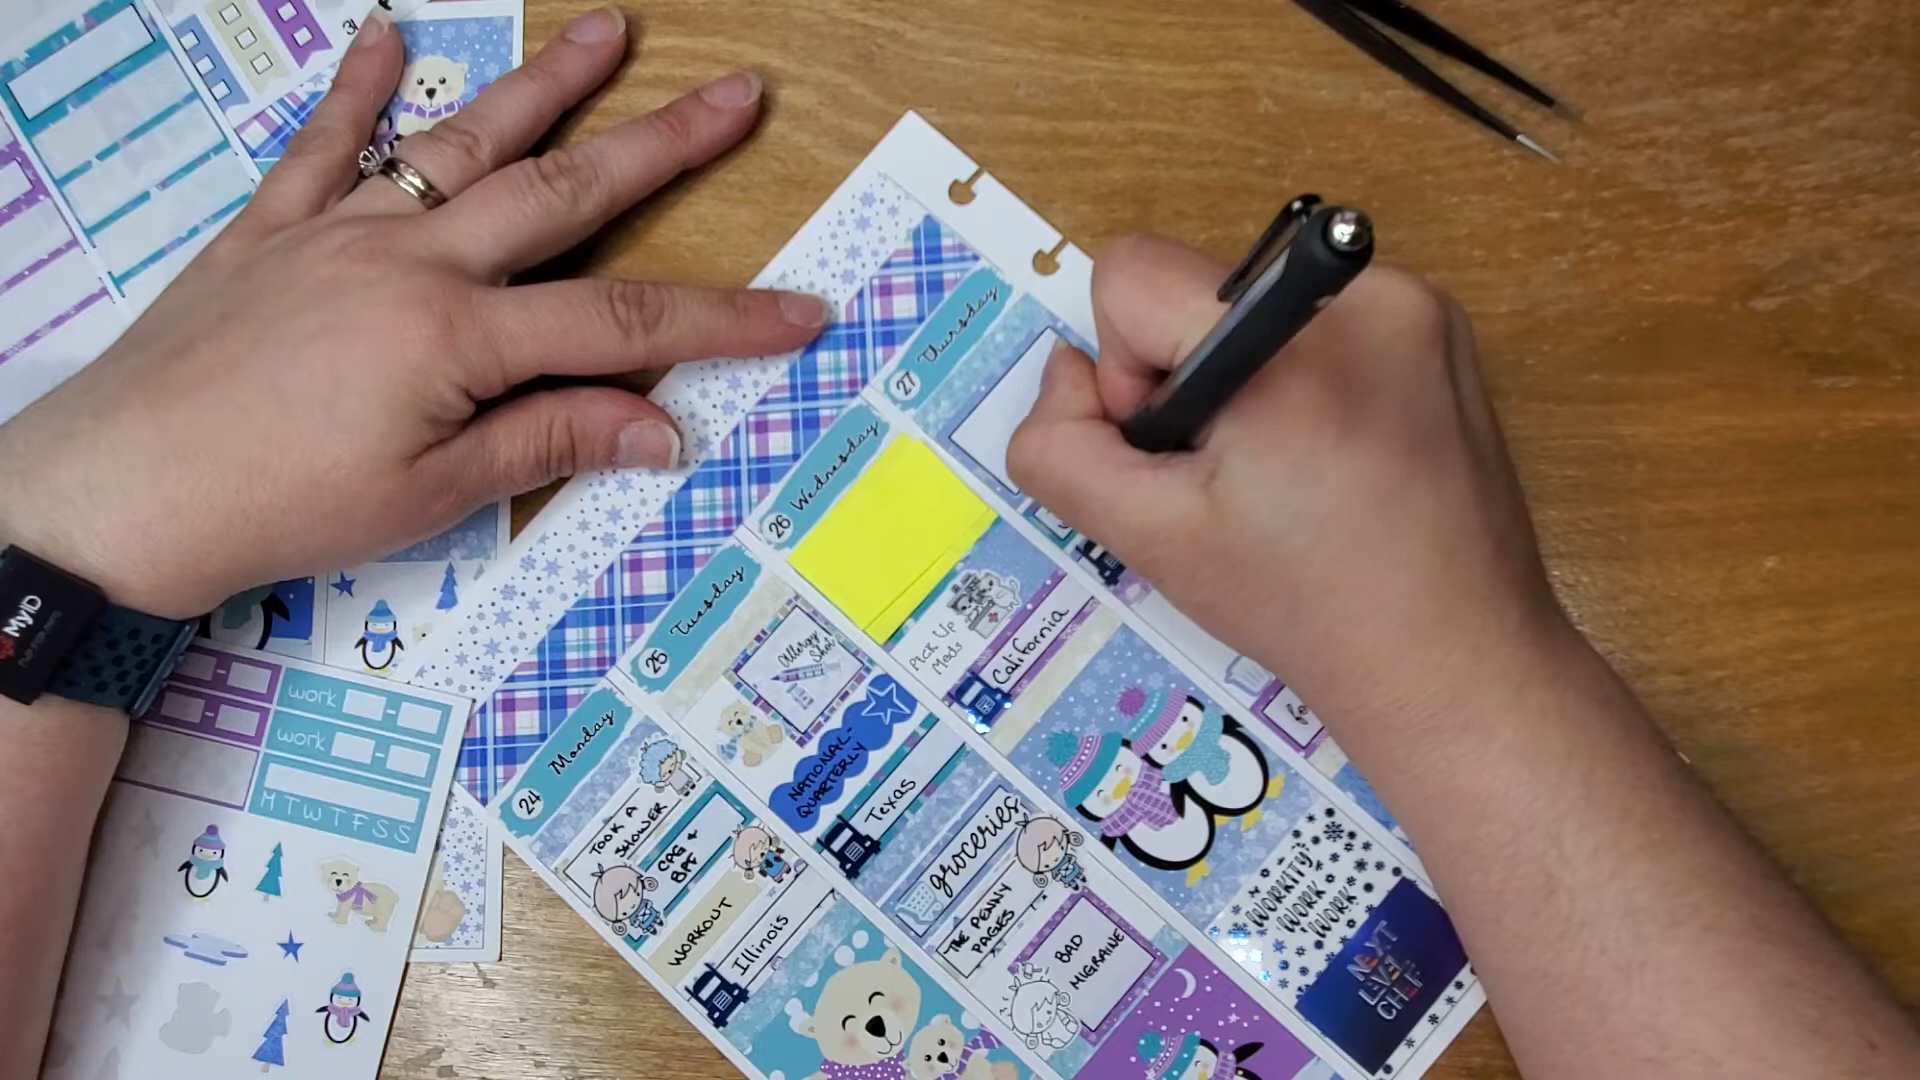 31
MyID
work
work
M T W T F S S
24 Monday
TOOK A
SHOWER
CPG &
BPF
WORKOUT
Illinois
25 Tuesday
Allergy
Shot
NATIONAL-
QUARTERLY
Texas
groceries
THE PENNY
PAGES
BAD
MIGRAINE
26 Wednesday
Pick Up
Meds
California
27 Thursday
WORKITY
WORK
WORK
NEXT
LEVEL
CHEF